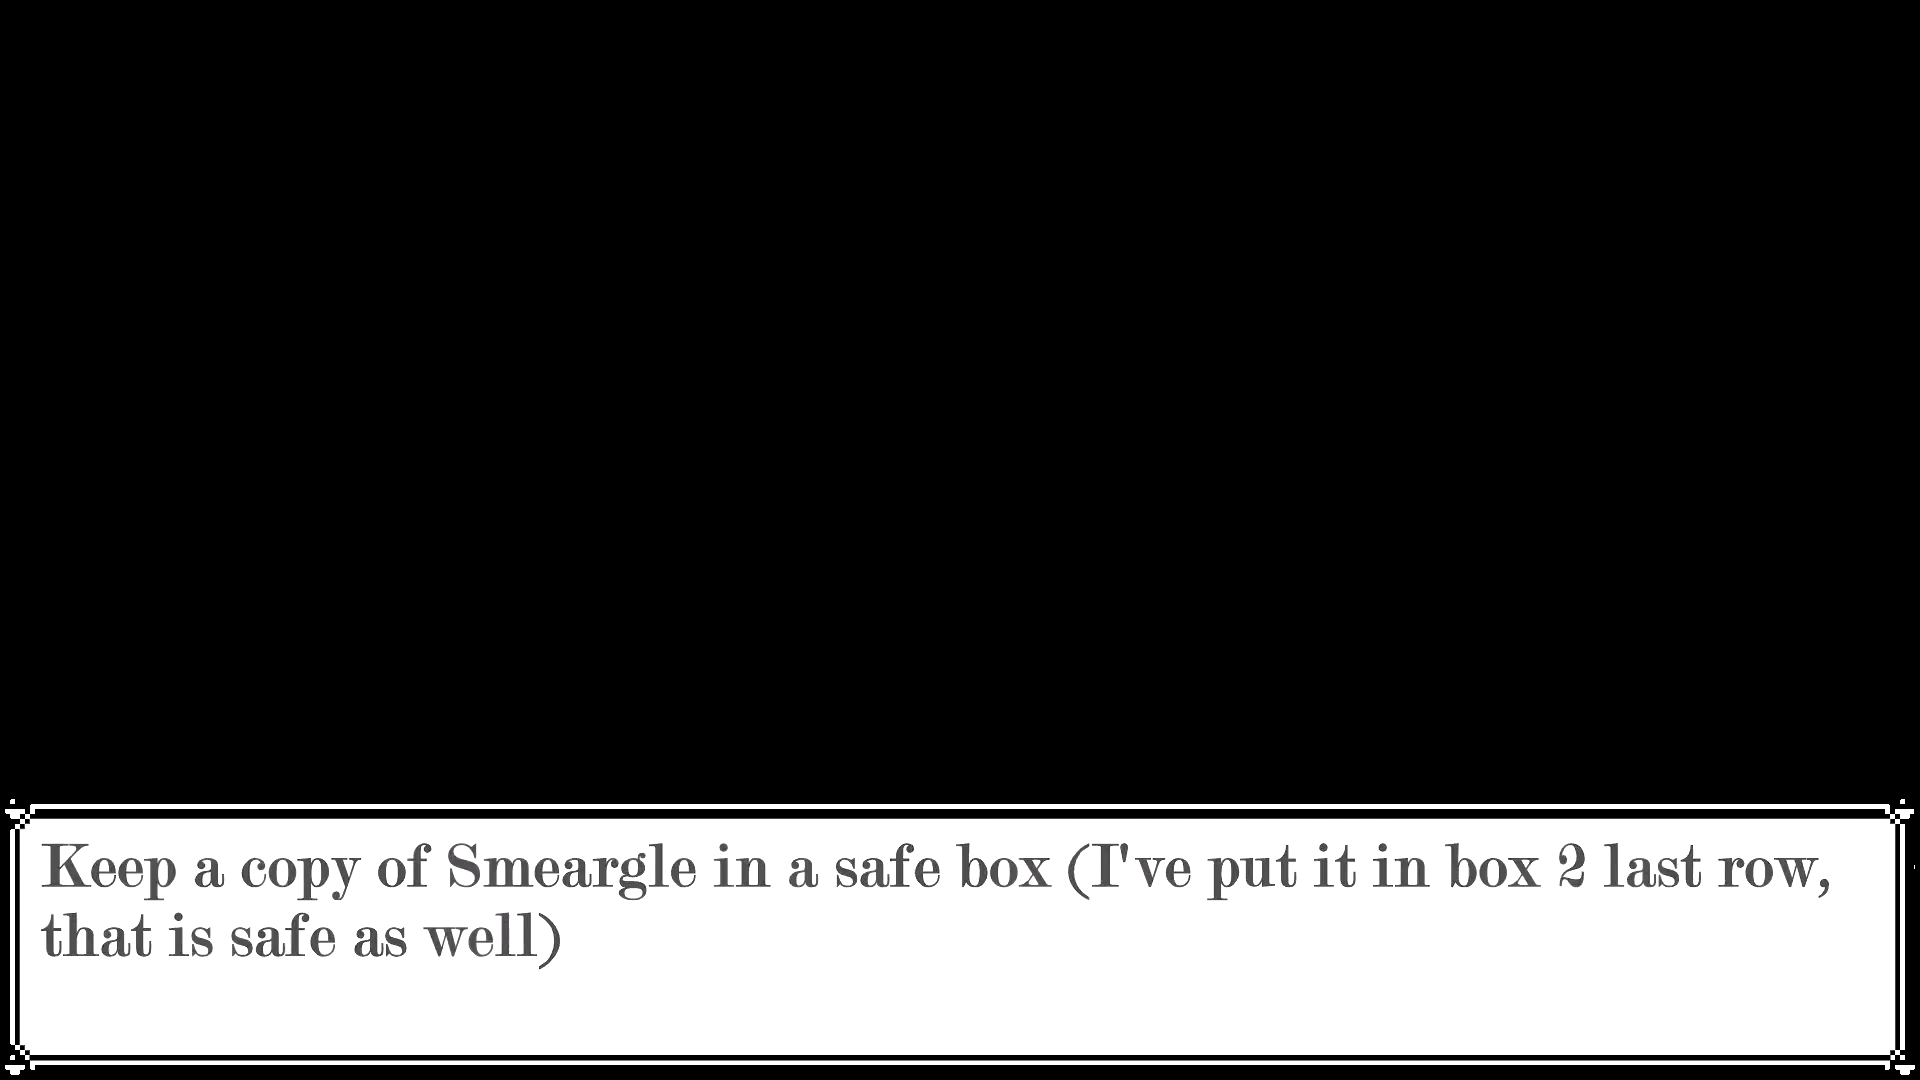 Keep a copy of Smeargle in a safe box (I've put it in box 2 last row,
that is safe as well)